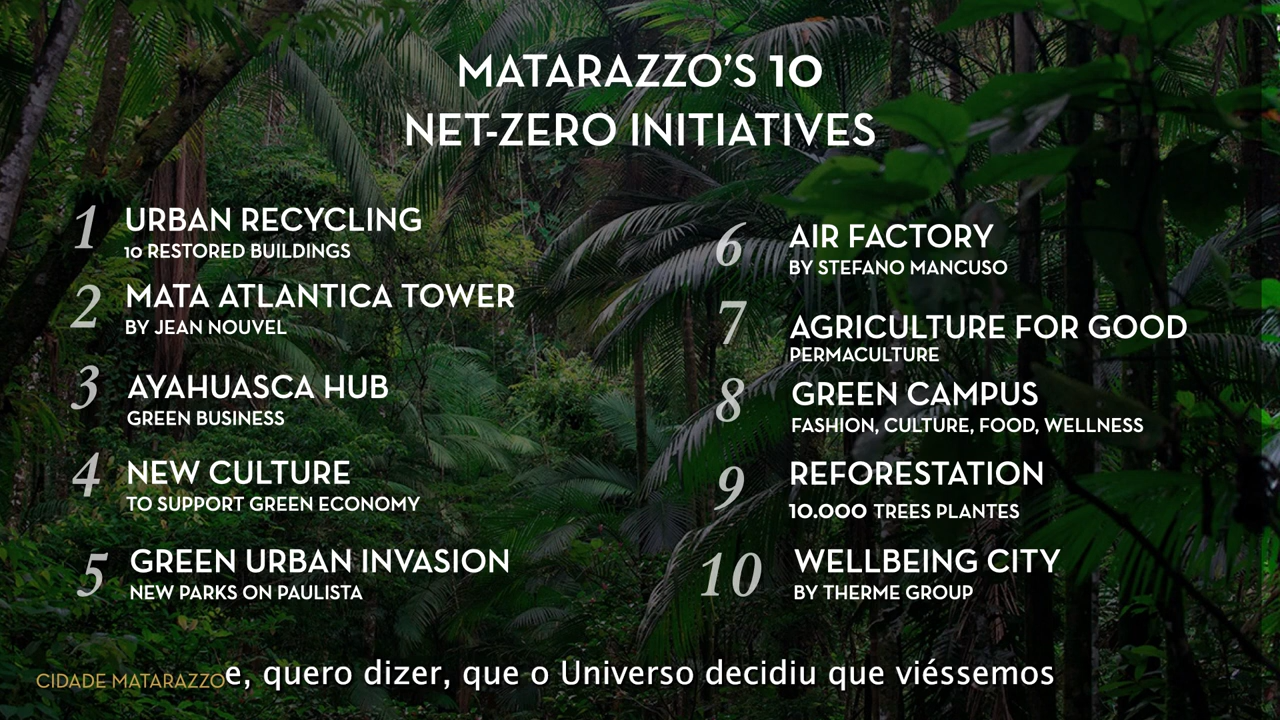 MATARAZZO'S 10
NET-ZERO INITIATIVES
1 URBAN RECYCLING
10 RESTORED BUILDINGS
2 MATA ATLANTICA TOWER
BY JEAN NOUVEL
3 AYAHUASCA HUB
GREEN BUSINESS
4 NEW CULTURE
TO SUPPORT GREEN ECONOMY
5 GREEN URBAN INVASION
NEW PARKS ON PAULISTA
6 AIR FACTORY
BY STEFANO MANCUSO
7 AGRICULTURE FOR GOOD
PERMACULTURE
8 GREEN CAMPUS
FASHION, CULTURE, FOOD, WELLNESS
9 REFORESTATION
10.000 TREES PLANTES
10 WELLBEING CITY
BY THERME GROUP
CIDADE MATARAZZO
e, quero dizer, que o Universo decidiu que viéssemos